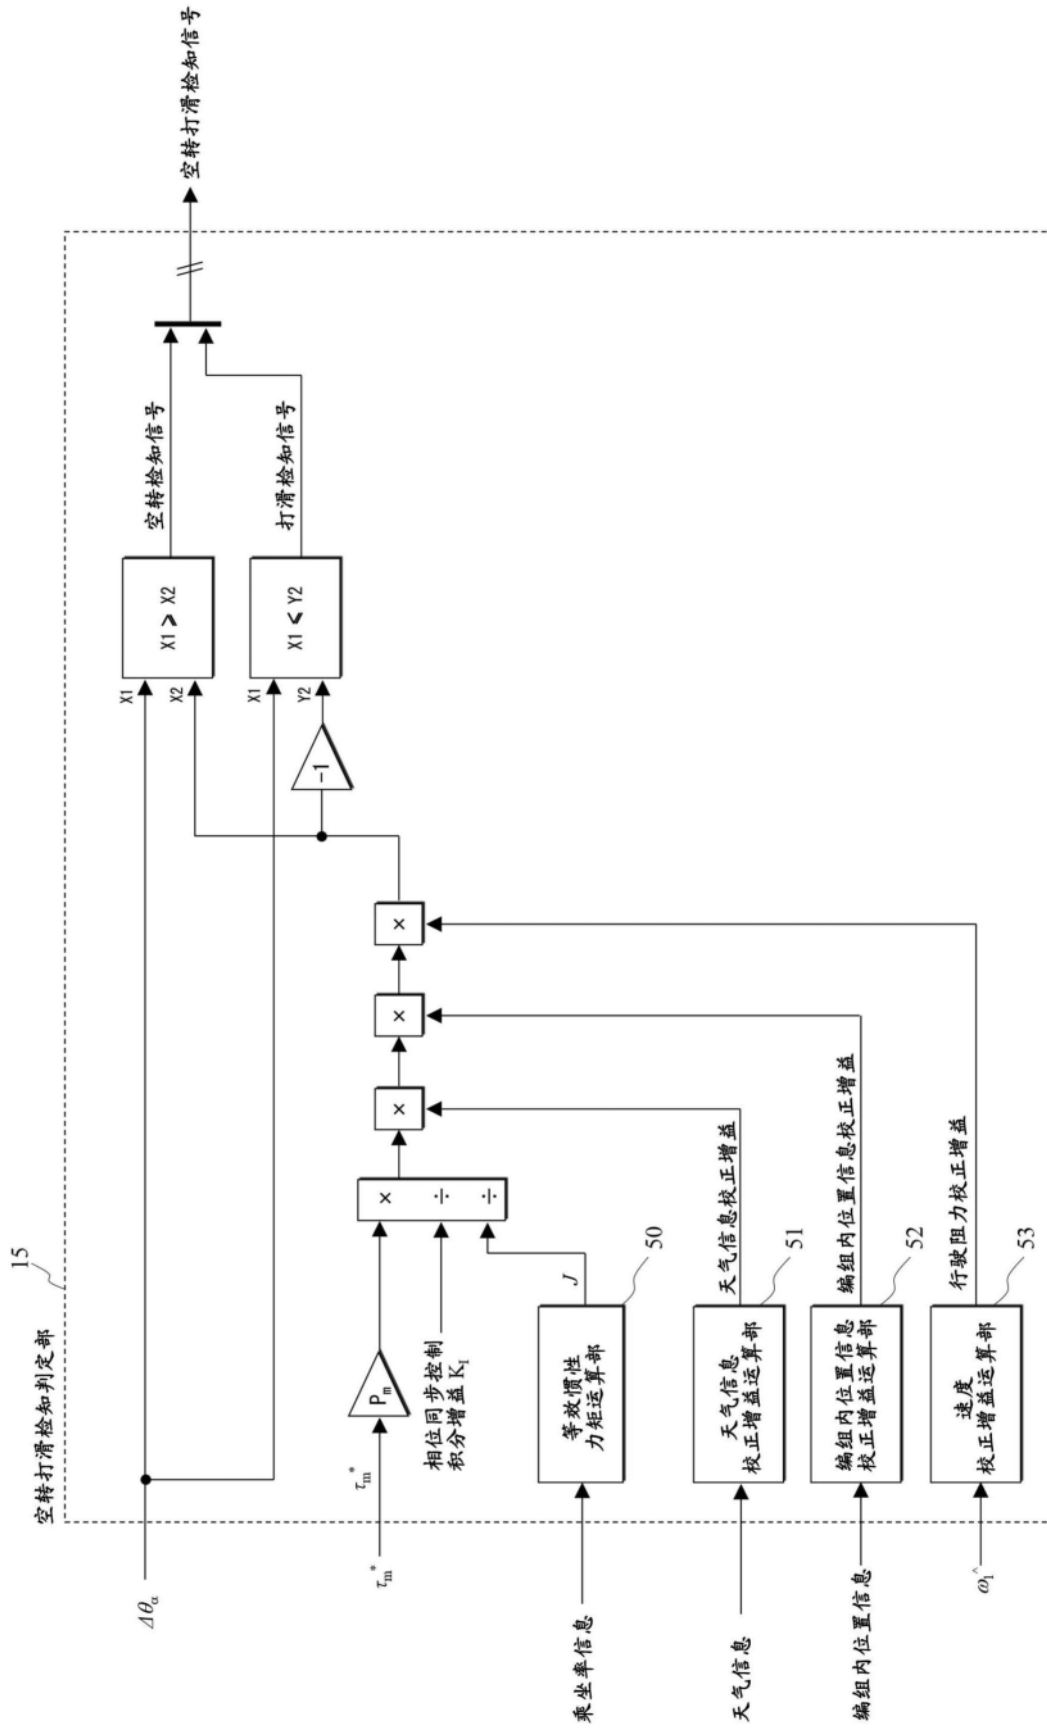 空转打滑检知判定部
15
Δθα
τm*
τm*
Pm
相位同步控制
积分增益 KI
×
÷
÷
×
×
×
-1
X1
X2
X1 ⩾ X2
空转检知信号
X1
Y2
X1 ⩽ Y2
打滑检知信号
空转打滑检知信号
乘坐率信息
等效惯性
力矩运算部
J
50
天气信息
天气信息
校正增益运算部
天气信息校正增益
51
编组内位置信息
编组内位置信息
校正增益运算部
编组内位置信息校正增益
52
ω1^
速度
校正增益运算部
行驶阻力校正增益
53